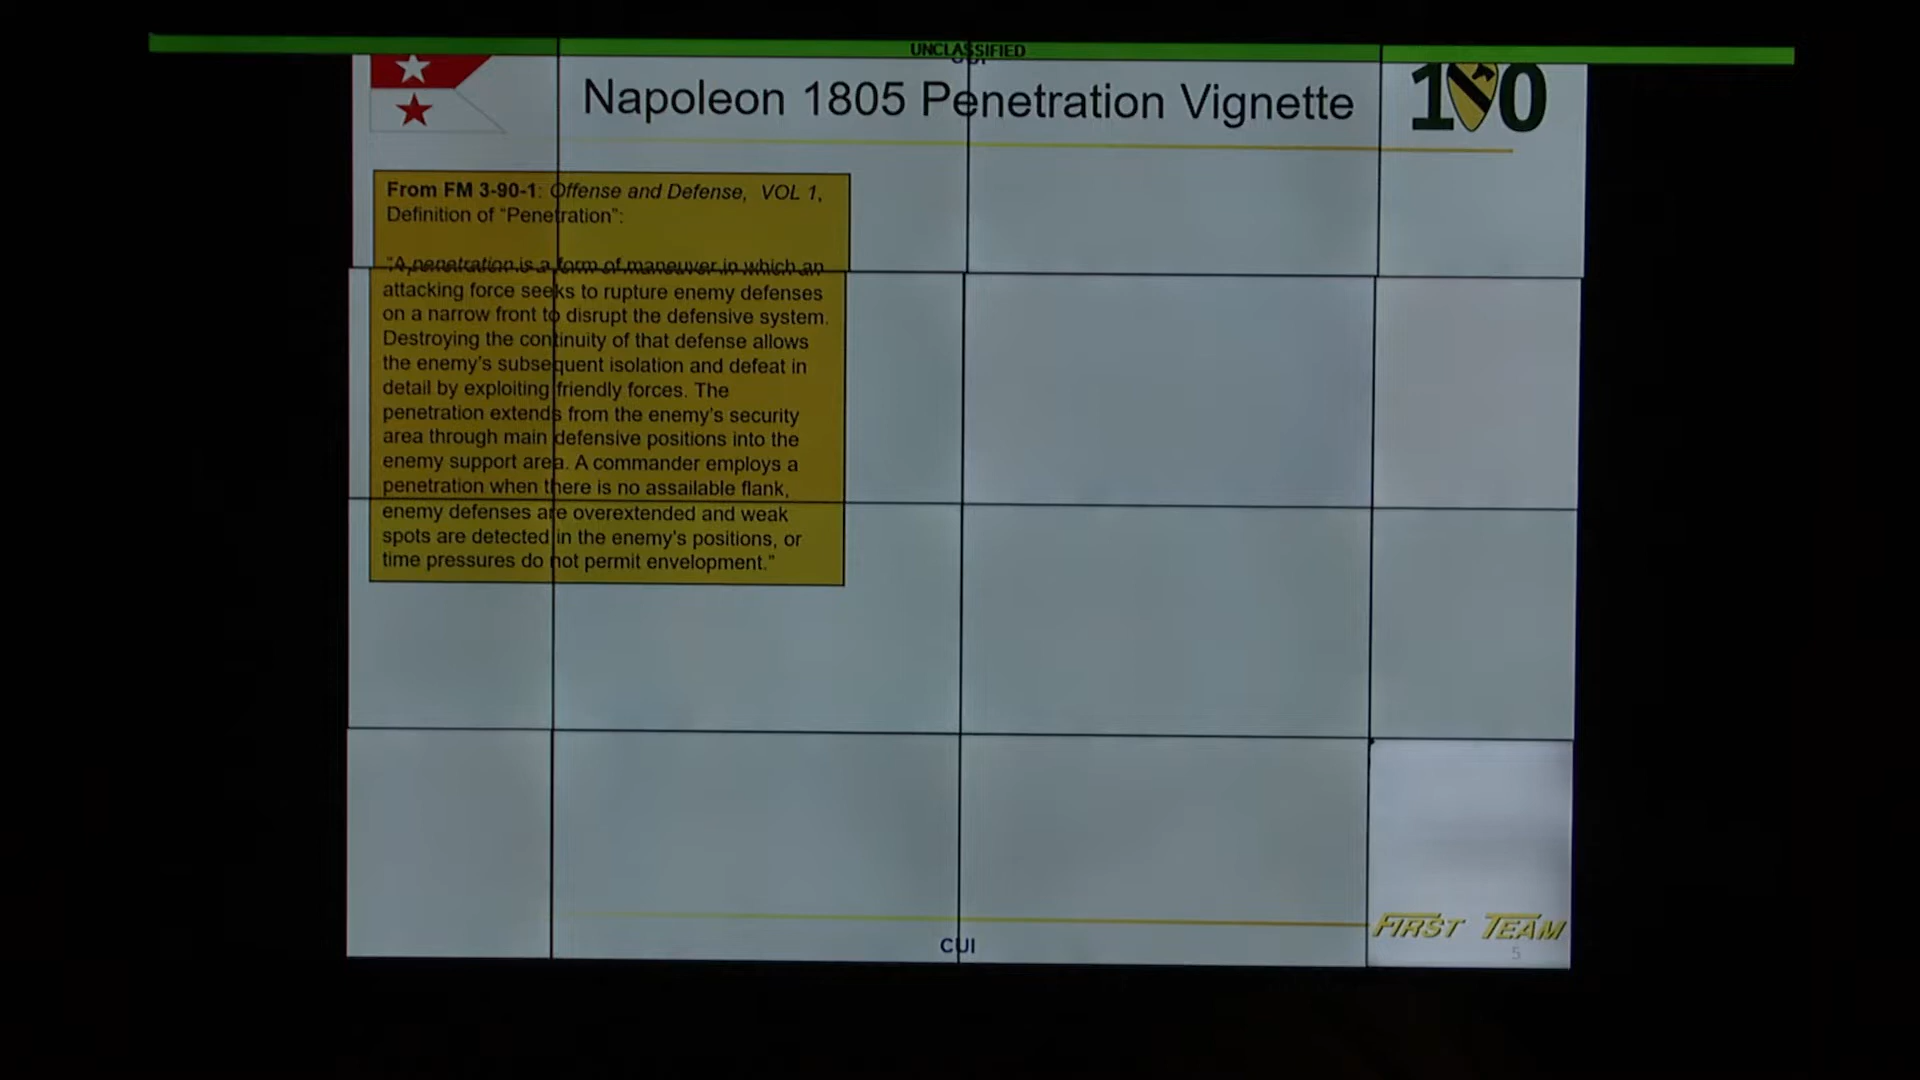 UNCLASSIFIED
CUI
Napoleon 1805 Penetration Vignette
100
From FM 3-90-1: Offense and Defense, VOL 1,
Definition of “Penetration”:
“A penetration is a form of maneuver in which an
attacking force seeks to rupture enemy defenses
on a narrow front to disrupt the defensive system.
Destroying the continuity of that defense allows
the enemy’s subsequent isolation and defeat in
detail by exploiting friendly forces. The
penetration extends from the enemy’s security
area through main defensive positions into the
enemy support area. A commander employs a
penetration when there is no assailable flank,
enemy defenses are overextended and weak
spots are detected in the enemy’s positions, or
time pressures do not permit envelopment.”
FIRST TEAM
CUI
5